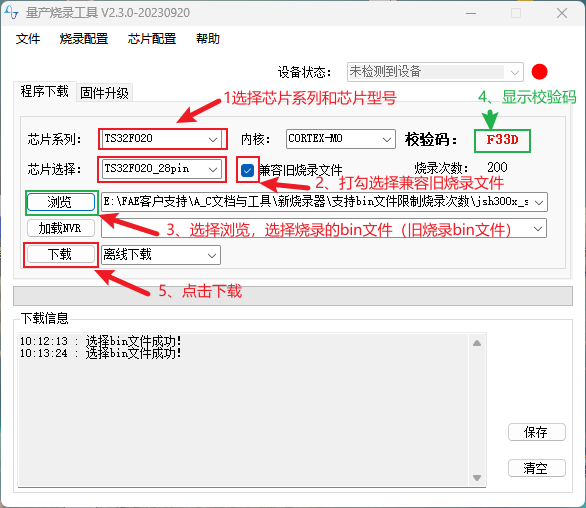 量产烧录工具 V2.3.0-20230920
文件 烧录配置 芯片配置 帮助
设备状态： 未检测到设备
程序下载 固件升级
1选择芯片系列和芯片型号
4、显示校验码
芯片系列： TS32F020 内核： CORTEX-M0 校验码： F33D
芯片选择： TS32F020_28pin 兼容旧烧录文件 烧录次数： 200
2、打勾选择兼容旧烧录文件
浏览 E:\FAE客户支持\A_C文档与工具\新烧录器\支持bin文件限制烧录次数\jsh300x_s
加载NVR
3、选择浏览，选择烧录的bin文件（旧烧录bin文件）
下载 离线下载
5、点击下载
下载信息
10:12:13 : 选择bin文件成功!
10:13:24 : 选择bin文件成功!
保存
清空